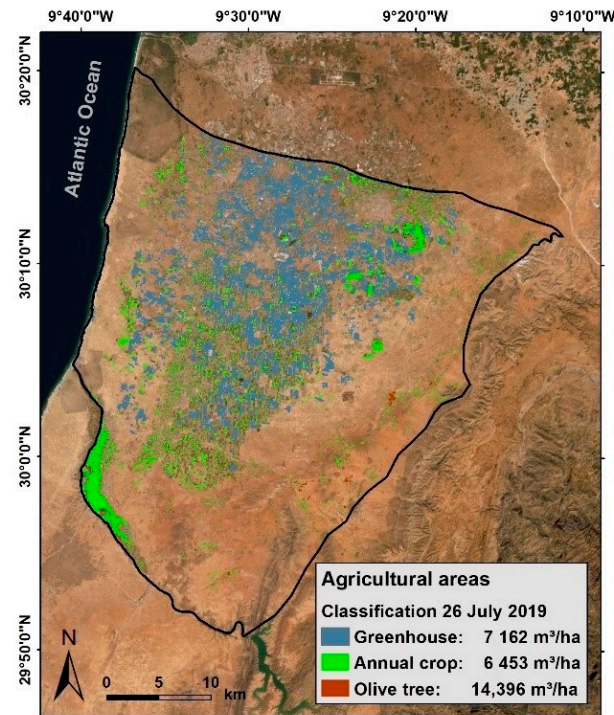 9°40'0"W 9°30'0"W 9°20'0"W 9°10'0"W
30°20'0"N
Atlantic Ocean
30°10'0"N
30°0'0"N
29°50'0"N
Agricultural areas
Classification 26 July 2019
Greenhouse: 7 162 m³/ha
Annual crop: 6 453 m³/ha
Olive tree: 14,396 m³/ha
N
0 5 10
km